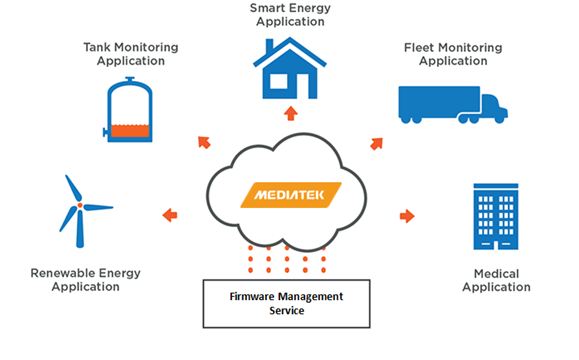 Smart Energy
Application
Tank Monitoring
Application
Fleet Monitoring
Application
MEDIATEK
Renewable Energy
Application
Medical
Application
Firmware Management
Service